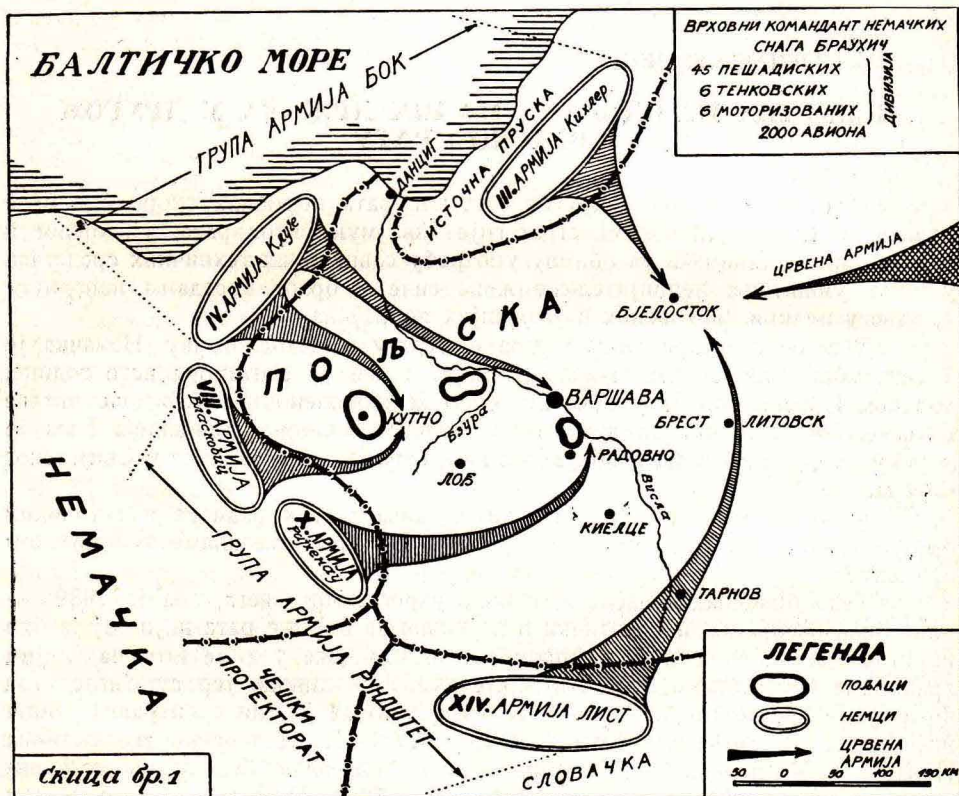 БАЛТИЧКО МОРЕ
ГРУПА АРМИЈА БОК
ВРХОВНИ КОМАНДАНТ НЕМАЧКИХ
СНАГА БРАУХИЧ
45 ПЕШАДИСКИХ
6 ТЕНКОВСКИХ
6 МОТОРИЗОВАНИХ
ДИВИЗИЈА
2000 АВИОНА
ДАНЦИГ
ИСТОЧНА ПРУСКА
III. АРМИЈА Кихлер
IV. АРМИЈА Клуге
ЦРВЕНА АРМИЈА
БЈЕЛОСТОК
ПОЉСКА
VIII АРМИЈА
Бласковиц
КУТНО
Бзура
ВАРШАВА
БРЕСТ ЛИТОВСК
РАДОВНО
ЛОЂ
Висла
КИЕЛЦЕ
X АРМИЈА
Рајхенау
НЕМАЧКА
ГРУПА АРМИЈА РУНДШТЕТ
ТАРНОВ
ЧЕШКИ
ПРОТЕКТОРАТ
XIV. АРМИЈА ЛИСТ
СЛОВАЧКА
ЛЕГЕНДА
ПОЉАЦИ
НЕМЦИ
ЦРВЕНА
АРМИЈА
50 0 50 100 150 КМ
Скица бр.1